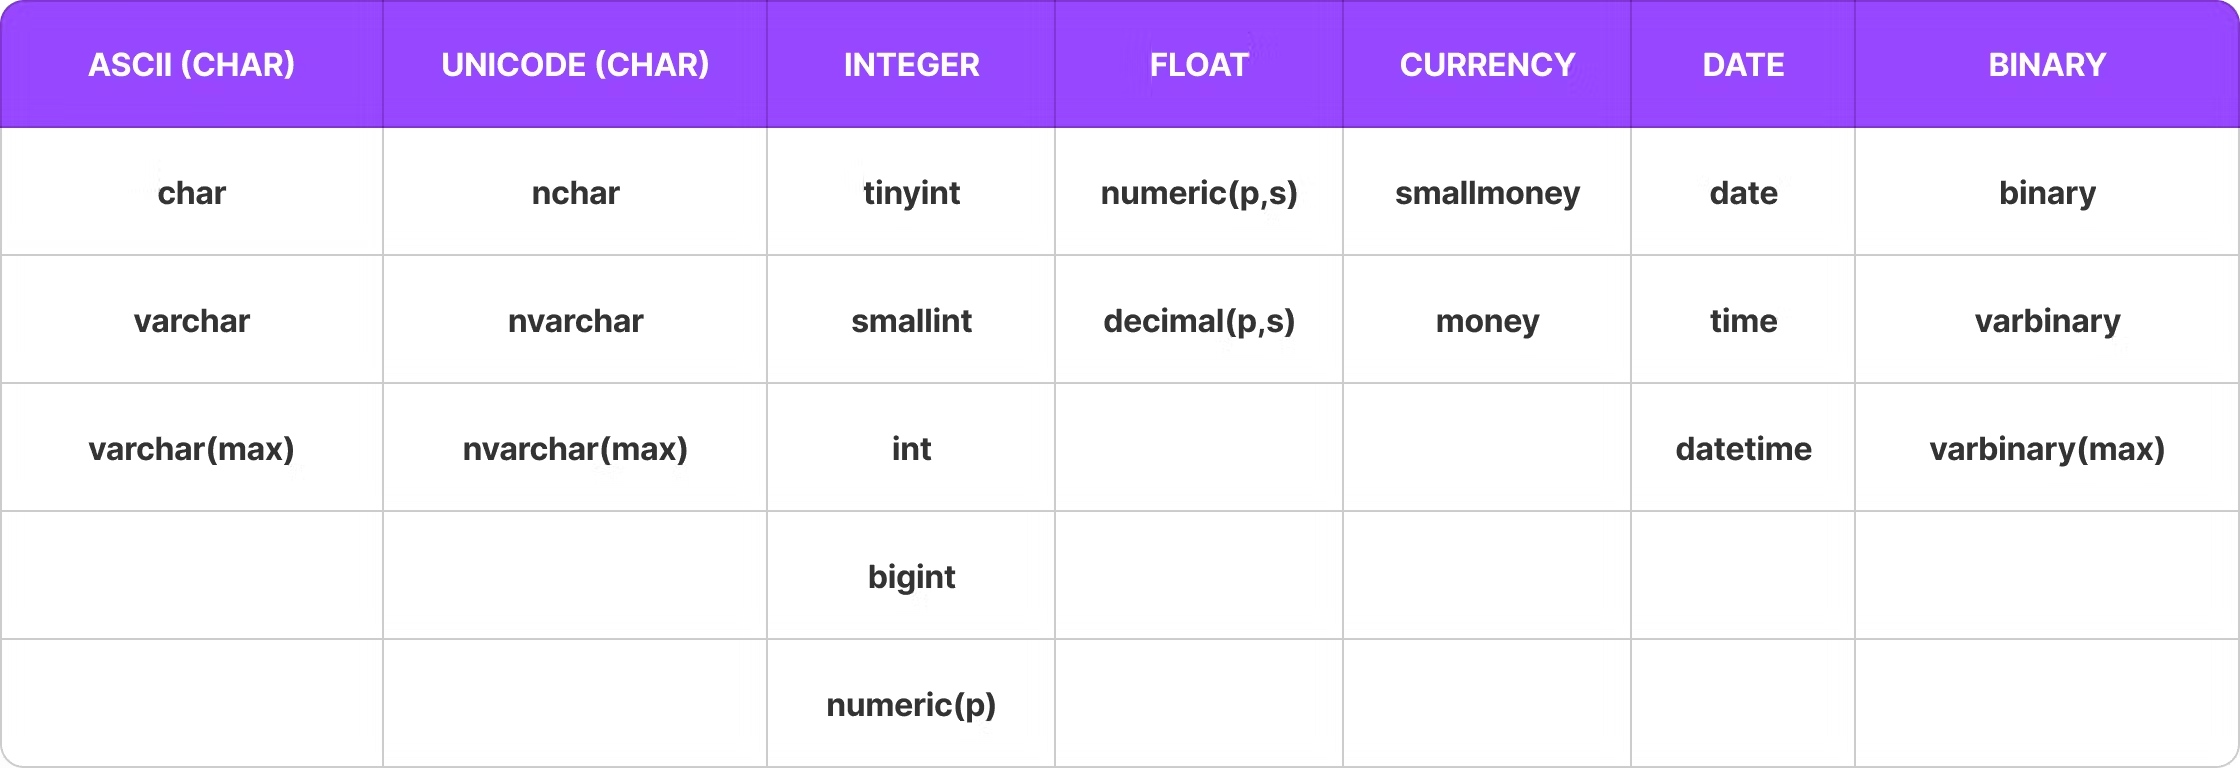 ASCII (CHAR) UNICODE (CHAR) INTEGER FLOAT CURRENCY DATE BINARY
char nchar tinyint numeric(p,s) smallmoney date binary
varchar nvarchar smallint decimal(p,s) money time varbinary
varchar(max) nvarchar(max) int datetime varbinary(max)
bigint
numeric(p)